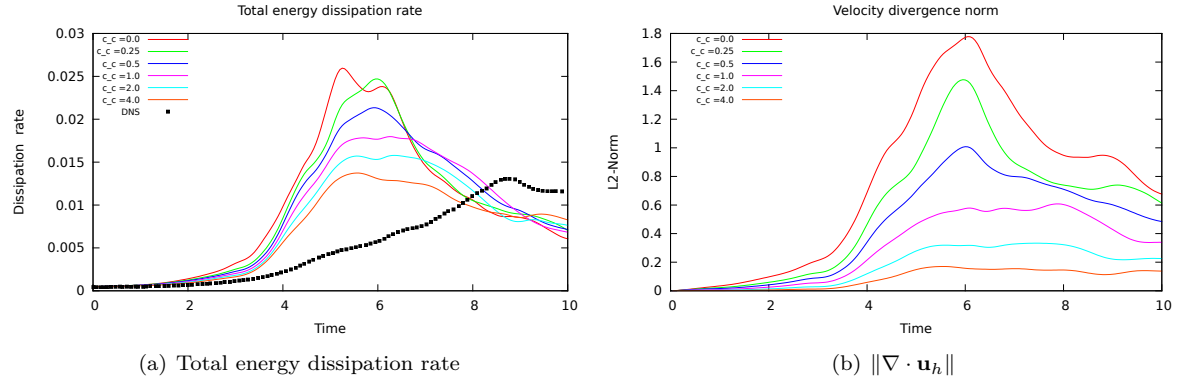 Total energy dissipation rate
0.03
0.025
0.02
0.015
0.01
0.005
0
Dissipation rate
c_c =0.0
c_c =0.25
c_c =0.5
c_c =1.0
c_c =2.0
c_c =4.0
DNS
0 2 4 6 8 10
Time
(a) Total energy dissipation rate
Velocity divergence norm
1.8
1.6
1.4
1.2
1
0.8
0.6
0.4
0.2
0
L2-Norm
c_c =0.0
c_c =0.25
c_c =0.5
c_c =1.0
c_c =2.0
c_c =4.0
0 2 4 6 8 10
Time
(b) ‖∇ · u_h‖